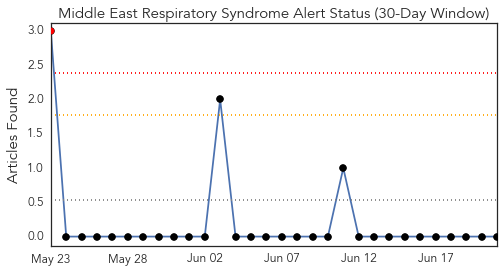 Middle East Respiratory Syndrome Alert Status (30-Day Window)
Articles Found
3.0
2.5
2.0
1.5
1.0
0.5
0.0
May 23 May 28 Jun 02 Jun 07 Jun 12 Jun 17